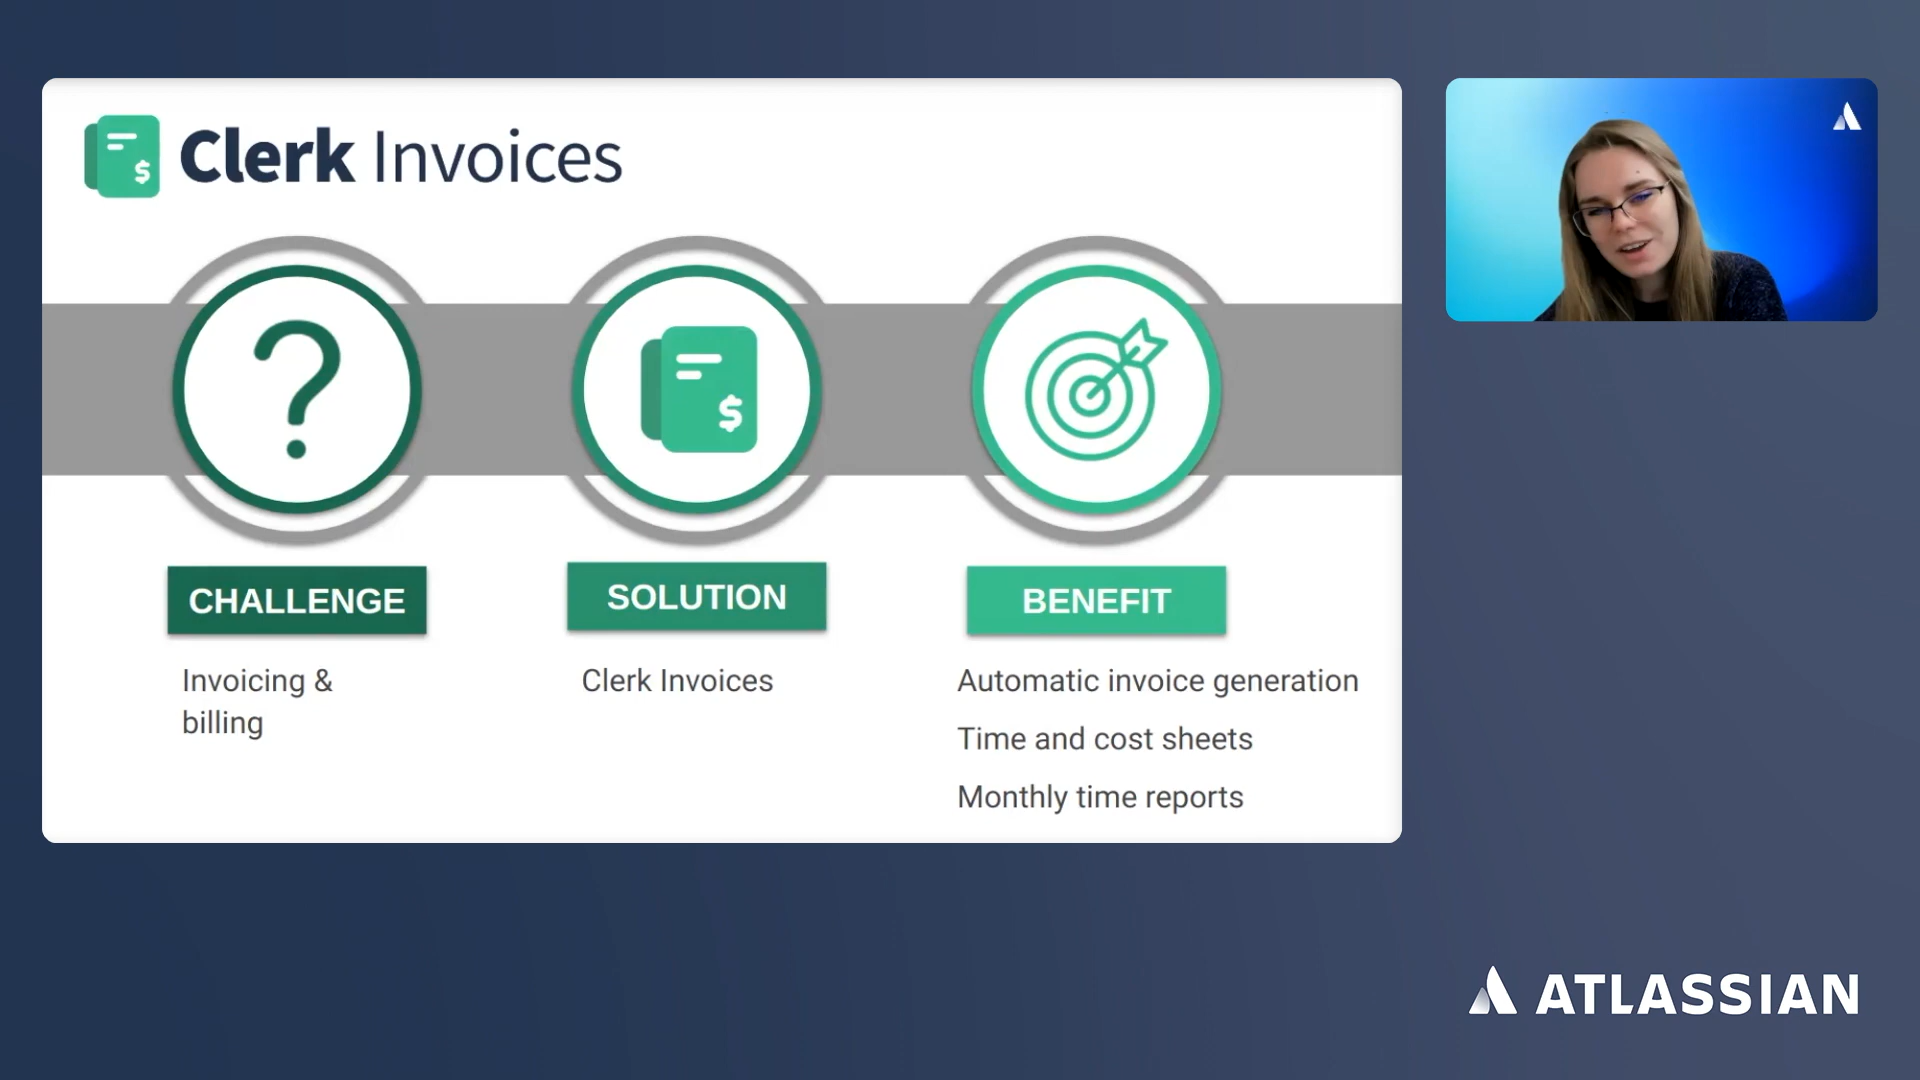 Clerk Invoices
CHALLENGE
Invoicing &
billing
SOLUTION
Clerk Invoices
BENEFIT
Automatic invoice generation
Time and cost sheets
Monthly time reports
ATLASSIAN